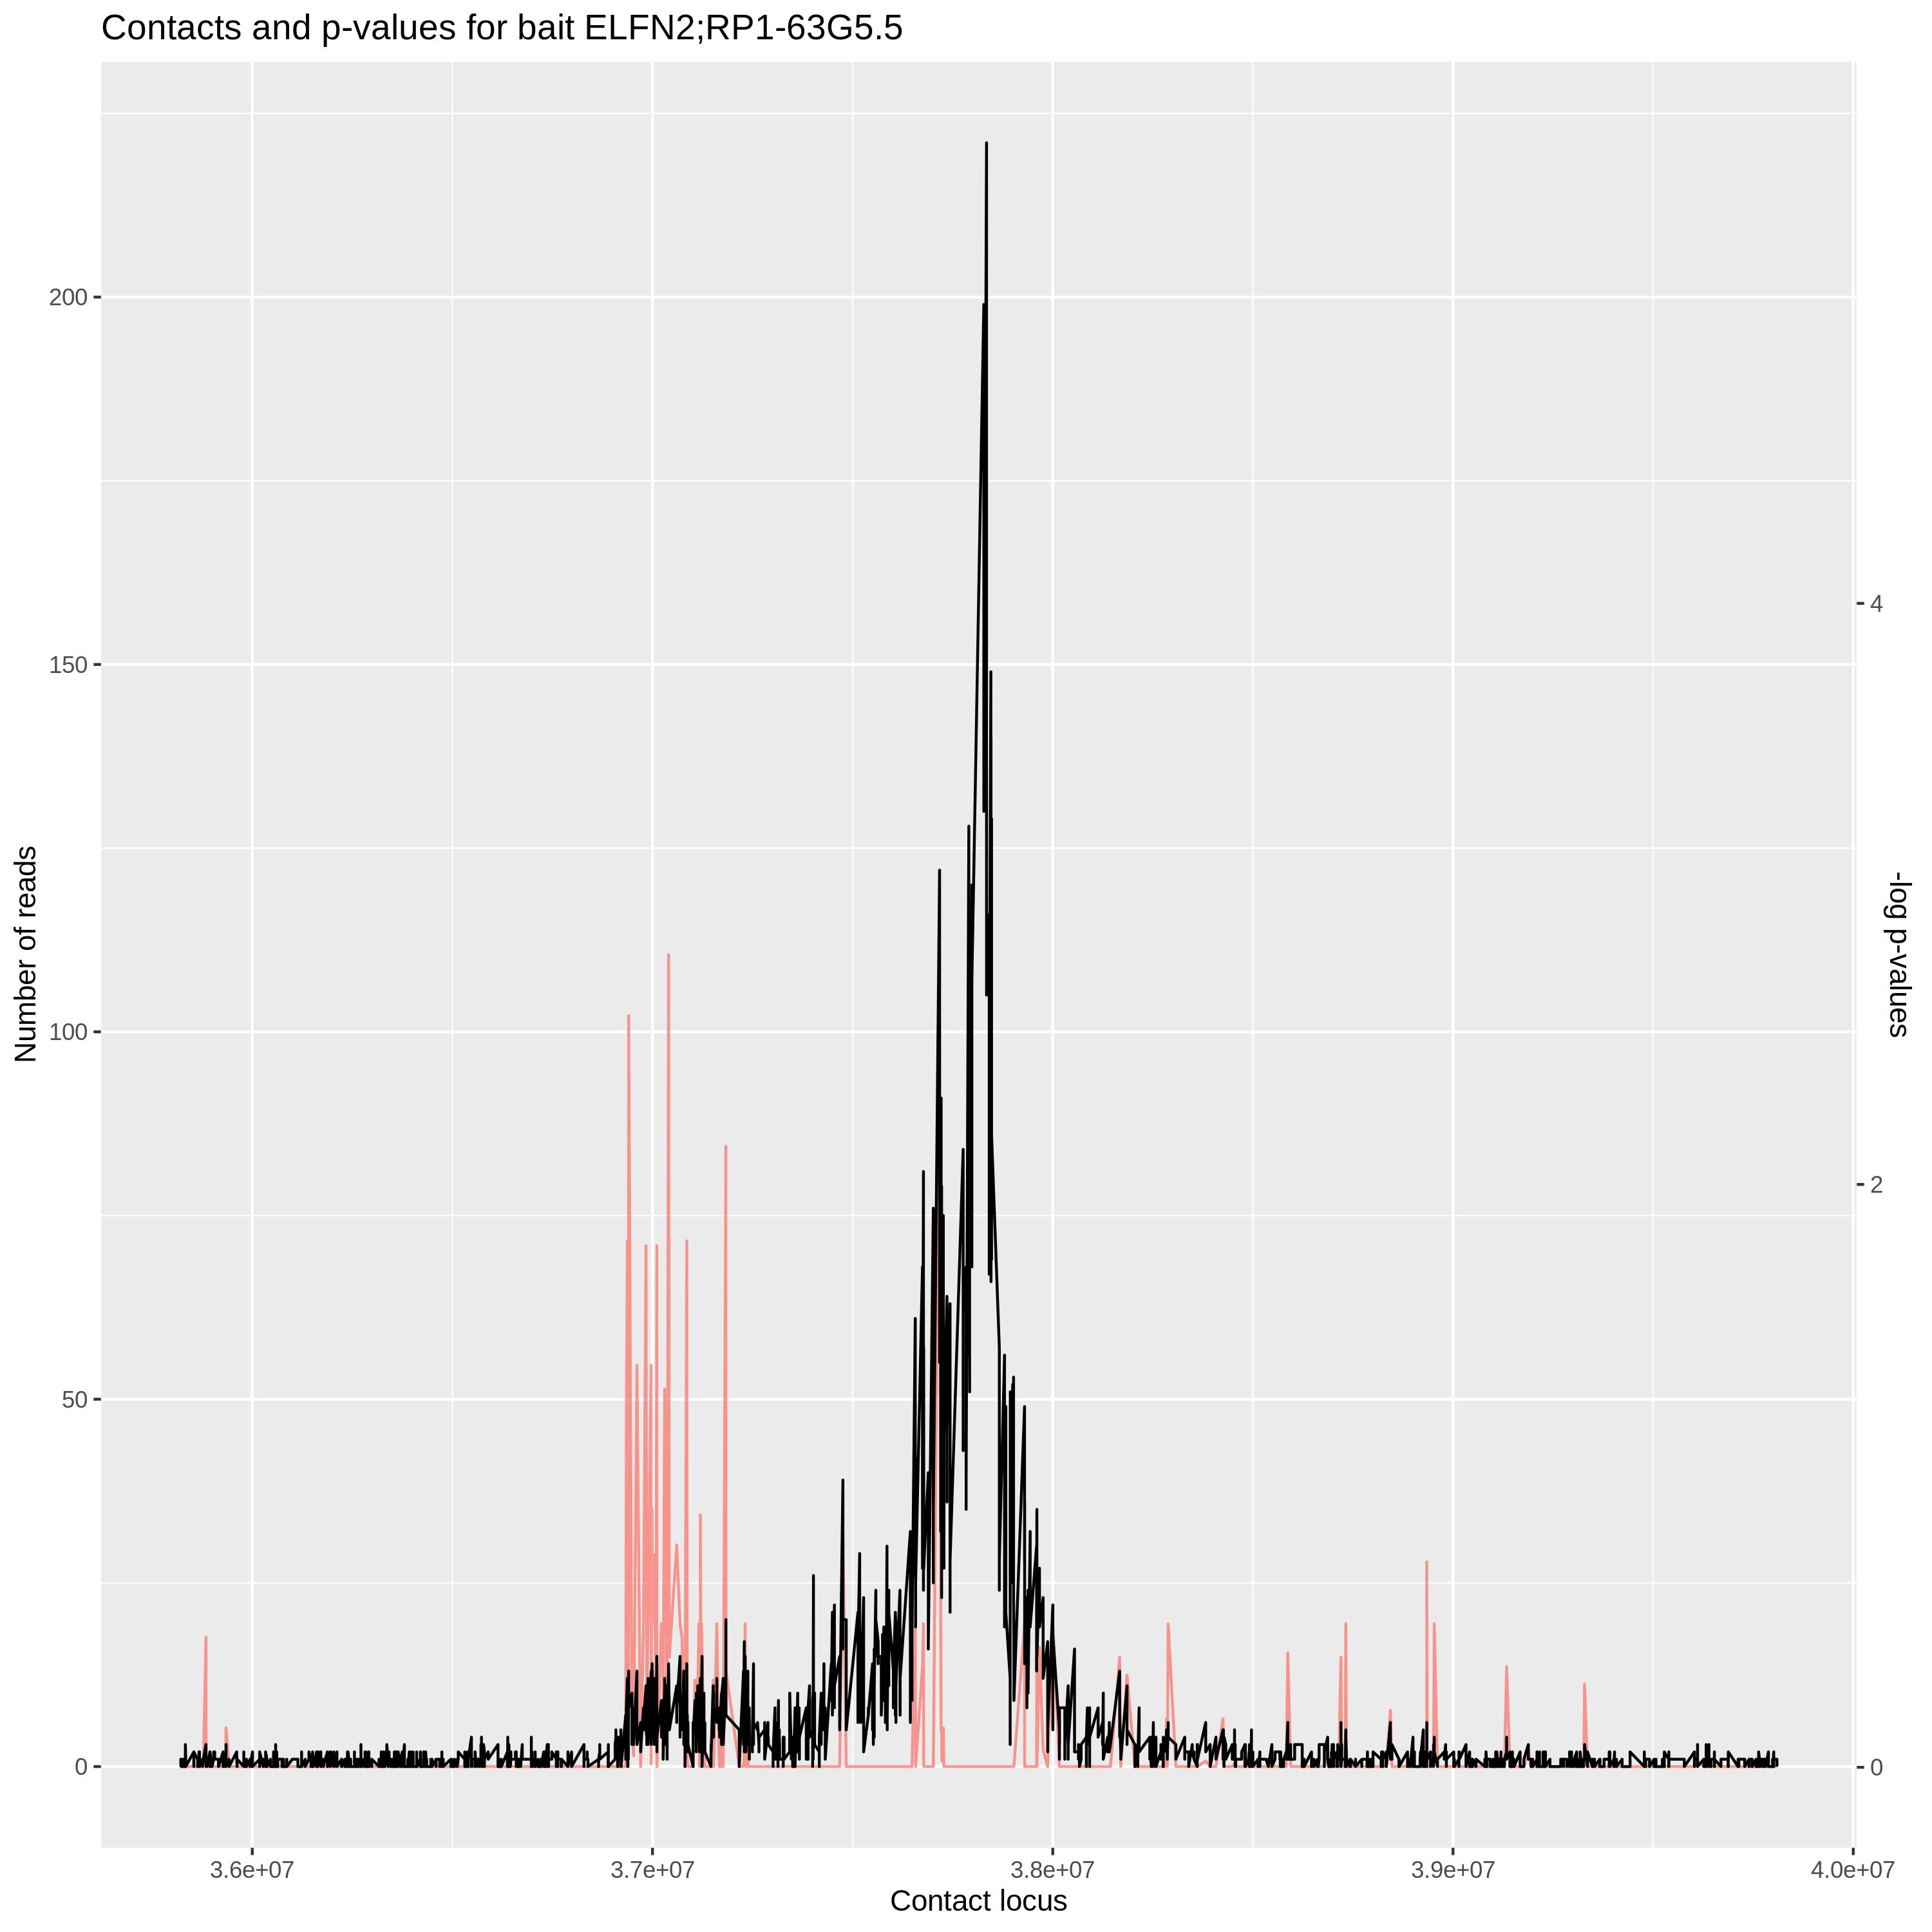 Contacts and p-values for bait ELFN2;RP1-63G5.5
200
150
100
50
0
4
2
0
Number of reads
-log p-values
3.6e+07
3.7e+07
3.8e+07
3.9e+07
4.0e+07
Contact locus